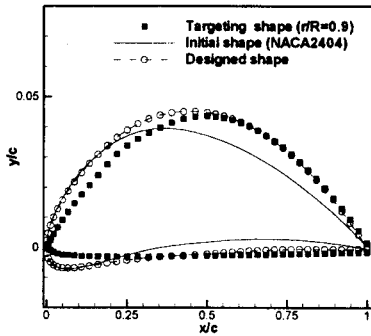 Targeting shape (r/R=0.9)
Initial shape (NACA2404)
Designed shape
0.05
y/c
0
0 0.25 0.5 0.75 1
x/c